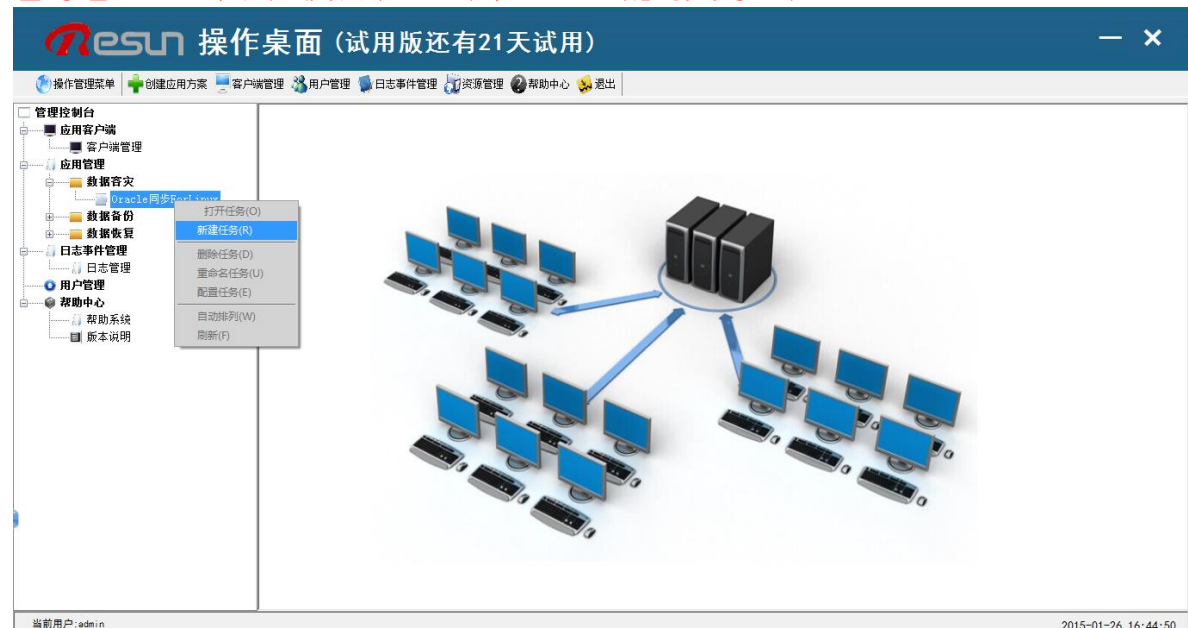 Resun 操作桌面（试用版还有21天试用）
操作管理菜单 创建应用方案 客户端管理 用户管理 日志事件管理 资源管理 帮助中心 退出
管理控制台
应用客户端
客户端管理
应用管理
数据容灾
Oracle同步ForLinux
数据备份
数据恢复
日志事件管理
日志管理
用户管理
帮助中心
帮助系统
版本说明
打开任务(O)
新建任务(R)
删除任务(D)
重命名任务(U)
配置任务(E)
自动排列(W)
刷新(F)
当前用户:admin
2015-01-26 16:44:50